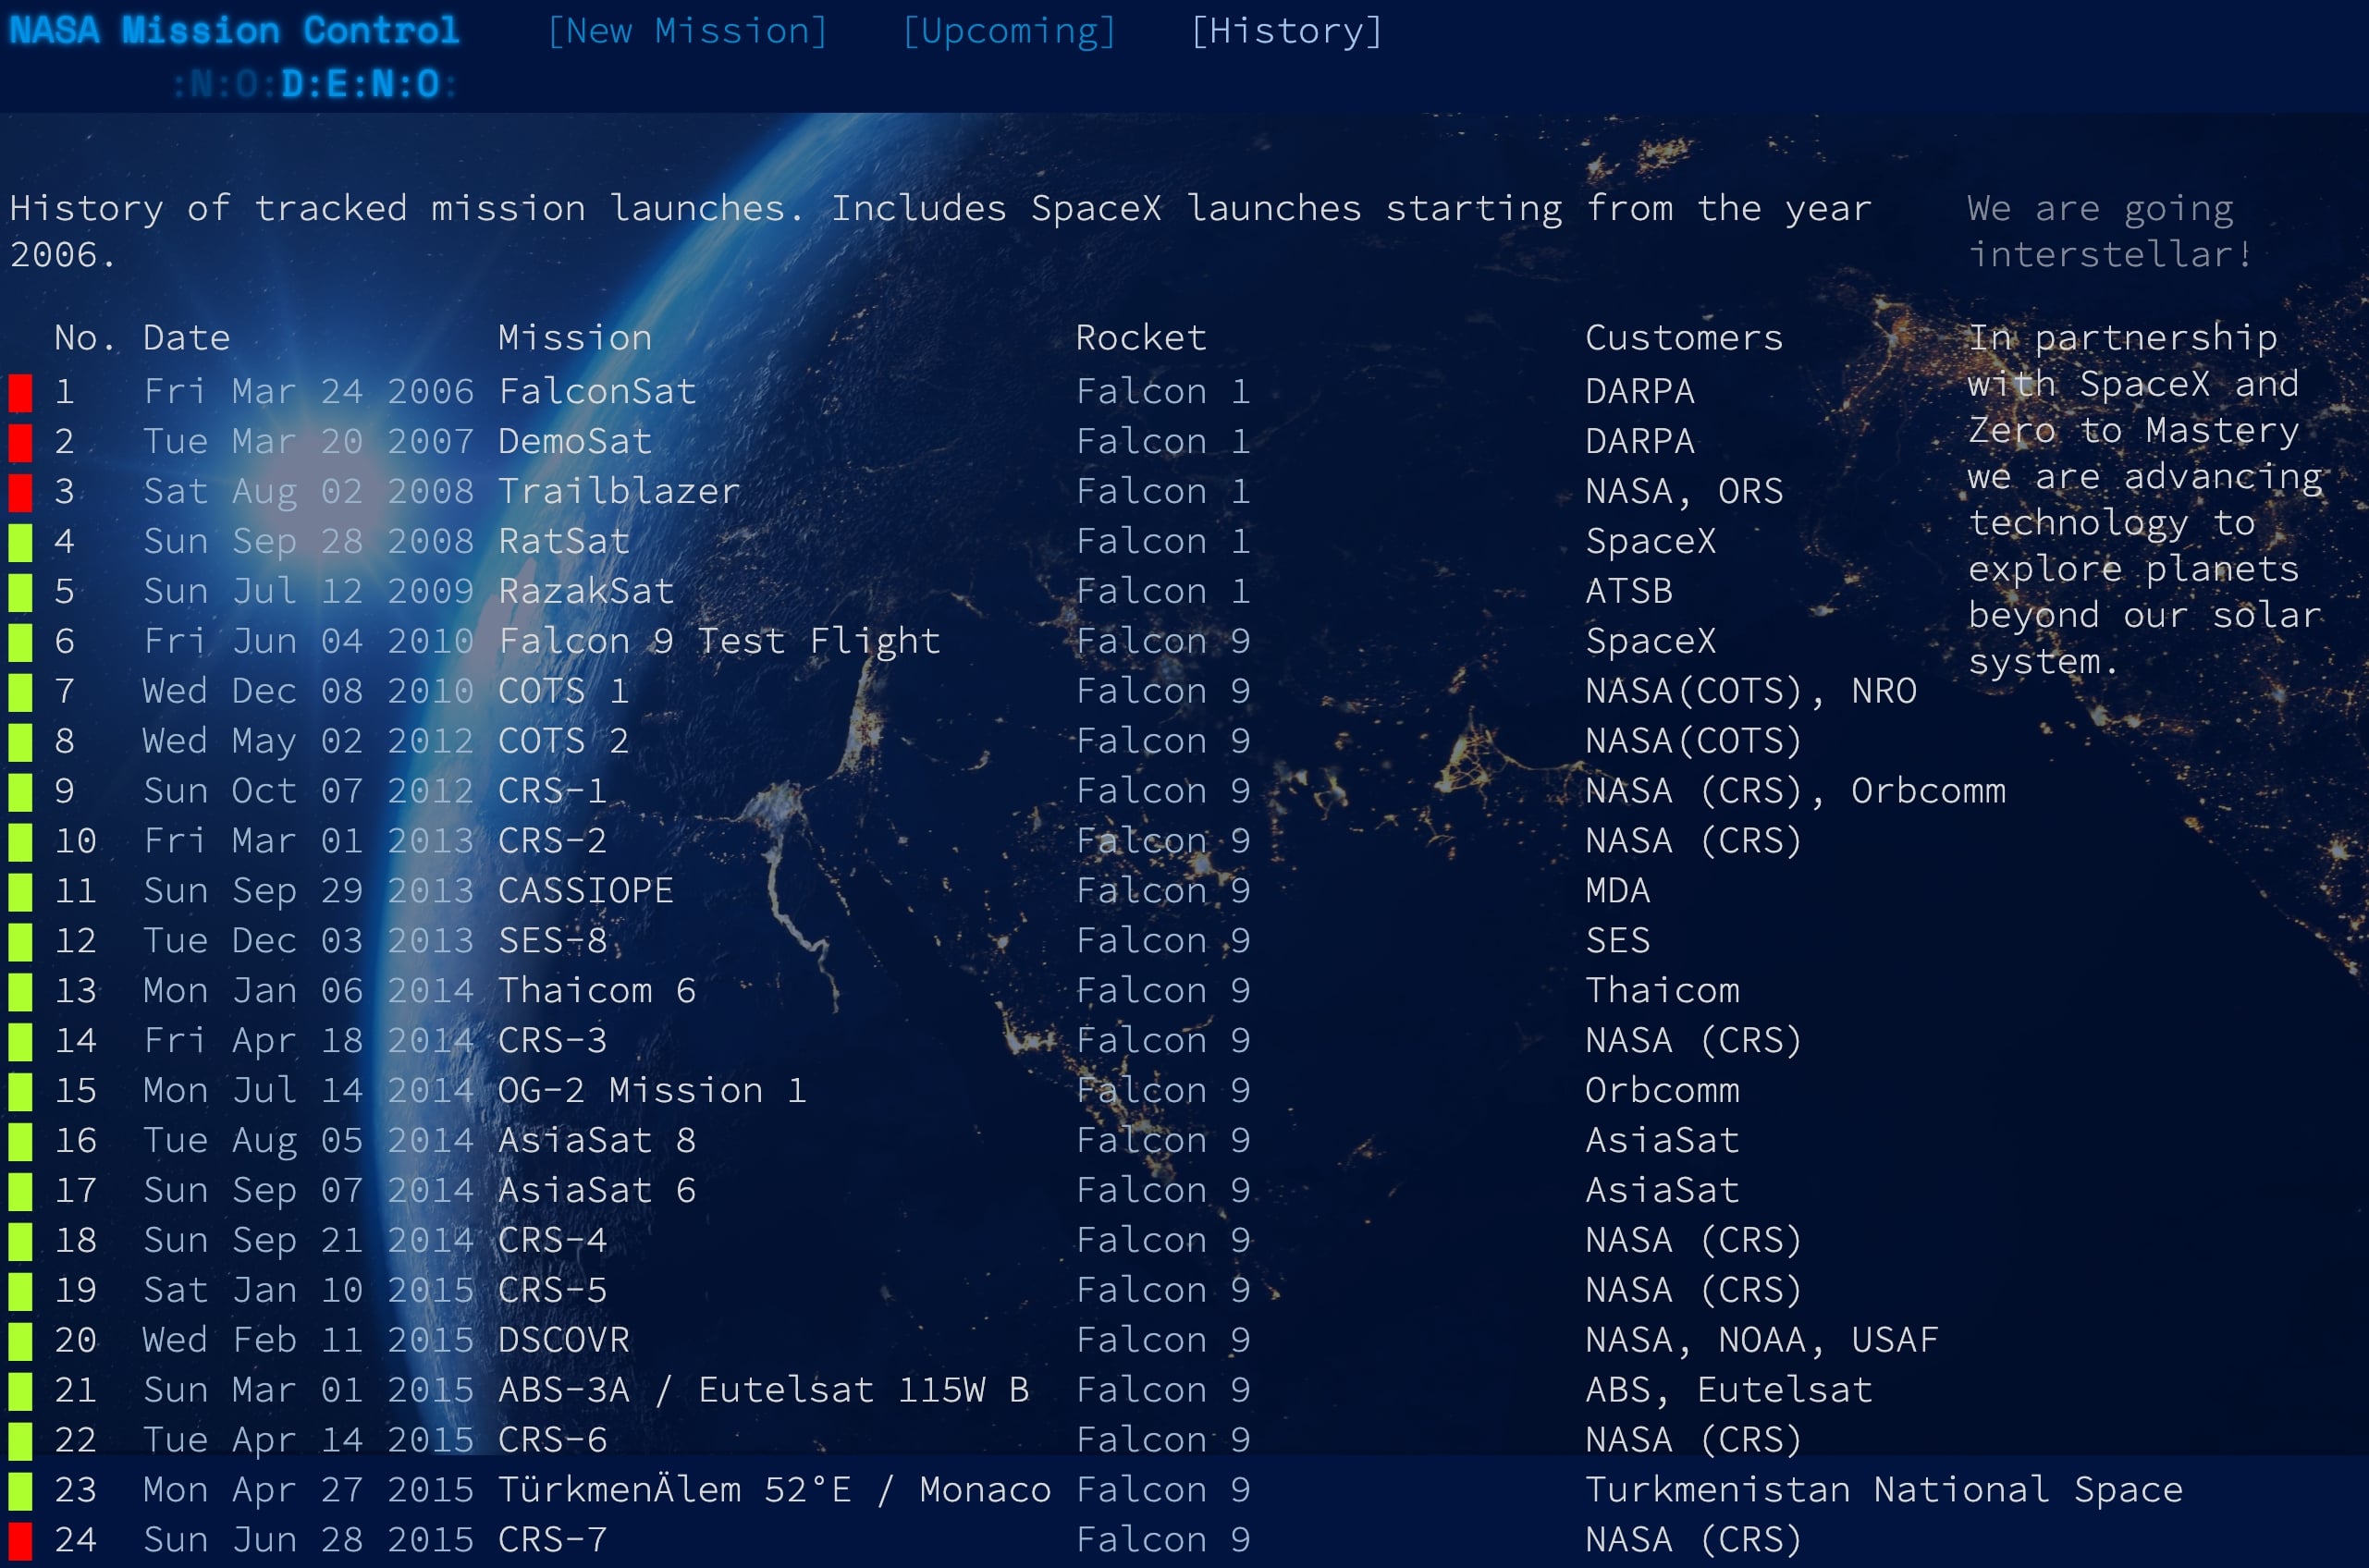 NASA Mission Control [New Mission] [Upcoming] [History]
:N:O:D:E:N:O:
History of tracked mission launches. Includes SpaceX launches starting from the year
2006.
We are going
interstellar!
In partnership
with SpaceX and
Zero to Mastery
we are advancing
technology to
explore planets
beyond our solar
system.
No. Date Mission Rocket Customers
1 Fri Mar 24 2006 FalconSat Falcon 1 DARPA
2 Tue Mar 20 2007 DemoSat Falcon 1 DARPA
3 Sat Aug 02 2008 Trailblazer Falcon 1 NASA, ORS
4 Sun Sep 28 2008 RatSat Falcon 1 SpaceX
5 Sun Jul 12 2009 RazakSat Falcon 1 ATSB
6 Fri Jun 04 2010 Falcon 9 Test Flight Falcon 9 SpaceX
7 Wed Dec 08 2010 COTS 1 Falcon 9 NASA(COTS), NRO
8 Wed May 02 2012 COTS 2 Falcon 9 NASA(COTS)
9 Sun Oct 07 2012 CRS-1 Falcon 9 NASA (CRS), Orbcomm
10 Fri Mar 01 2013 CRS-2 Falcon 9 NASA (CRS)
11 Sun Sep 29 2013 CASSIOPE Falcon 9 MDA
12 Tue Dec 03 2013 SES-8 Falcon 9 SES
13 Mon Jan 06 2014 Thaicom 6 Falcon 9 Thaicom
14 Fri Apr 18 2014 CRS-3 Falcon 9 NASA (CRS)
15 Mon Jul 14 2014 OG-2 Mission 1 Falcon 9 Orbcomm
16 Tue Aug 05 2014 AsiaSat 8 Falcon 9 AsiaSat
17 Sun Sep 07 2014 AsiaSat 6 Falcon 9 AsiaSat
18 Sun Sep 21 2014 CRS-4 Falcon 9 NASA (CRS)
19 Sat Jan 10 2015 CRS-5 Falcon 9 NASA (CRS)
20 Wed Feb 11 2015 DSCOVR Falcon 9 NASA, NOAA, USAF
21 Sun Mar 01 2015 ABS-3A / Eutelsat 115W B Falcon 9 ABS, Eutelsat
22 Tue Apr 14 2015 CRS-6 Falcon 9 NASA (CRS)
23 Mon Apr 27 2015 TürkmenÄlem 52°E / Monaco Falcon 9 Turkmenistan National Space
24 Sun Jun 28 2015 CRS-7 Falcon 9 NASA (CRS)